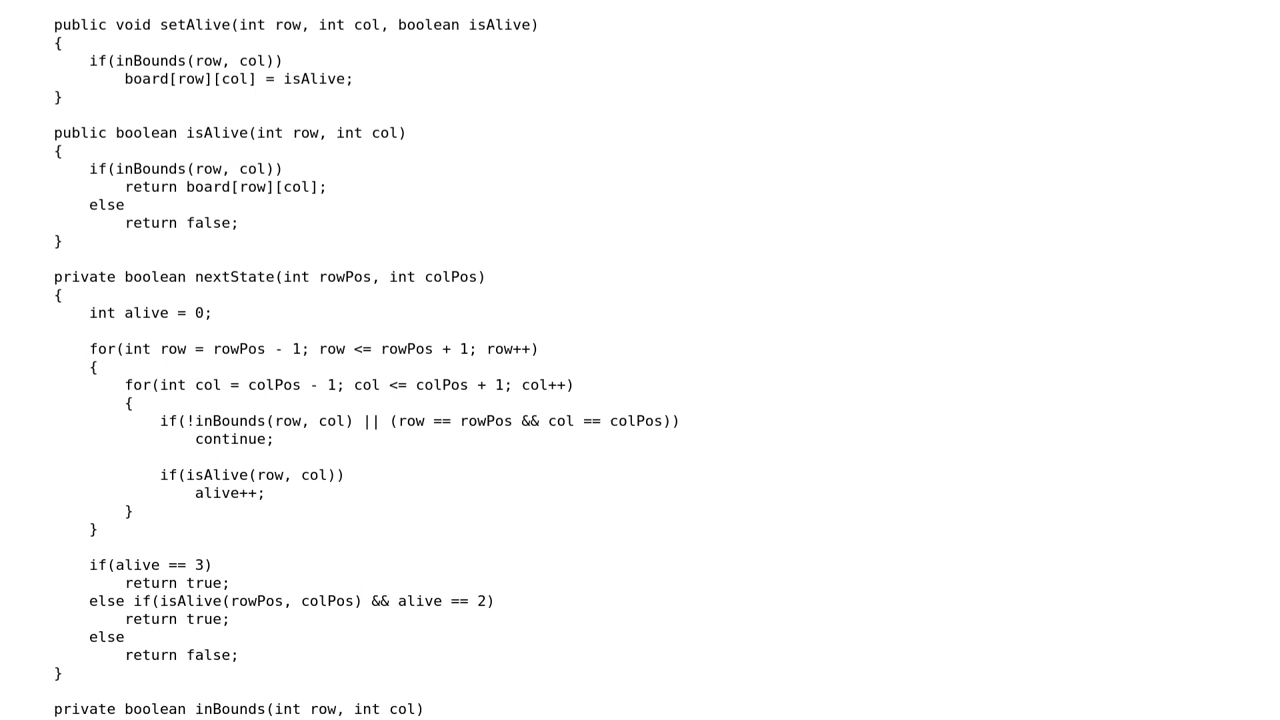 public void setAlive(int row, int col, boolean isAlive)
{
    if(inBounds(row, col))
        board[row][col] = isAlive;
}

public boolean isAlive(int row, int col)
{
    if(inBounds(row, col))
        return board[row][col];
    else
        return false;
}

private boolean nextState(int rowPos, int colPos)
{
    int alive = 0;

    for(int row = rowPos - 1; row <= rowPos + 1; row++)
    {
        for(int col = colPos - 1; col <= colPos + 1; col++)
        {
            if(!inBounds(row, col) || (row == rowPos && col == colPos))
                continue;

            if(isAlive(row, col))
                alive++;
        }
    }

    if(alive == 3)
        return true;
    else if(isAlive(rowPos, colPos) && alive == 2)
        return true;
    else
        return false;
}

private boolean inBounds(int row, int col)